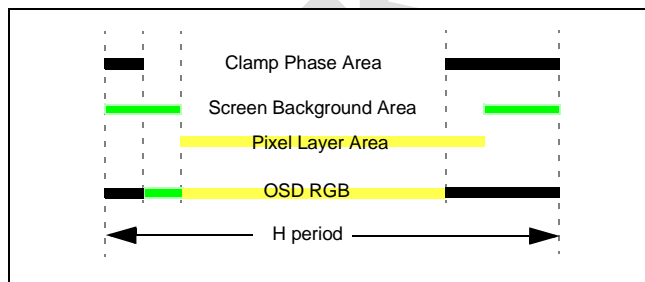 Clamp Phase Area
Screen Background Area
Pixel Layer Area
OSD RGB
H period